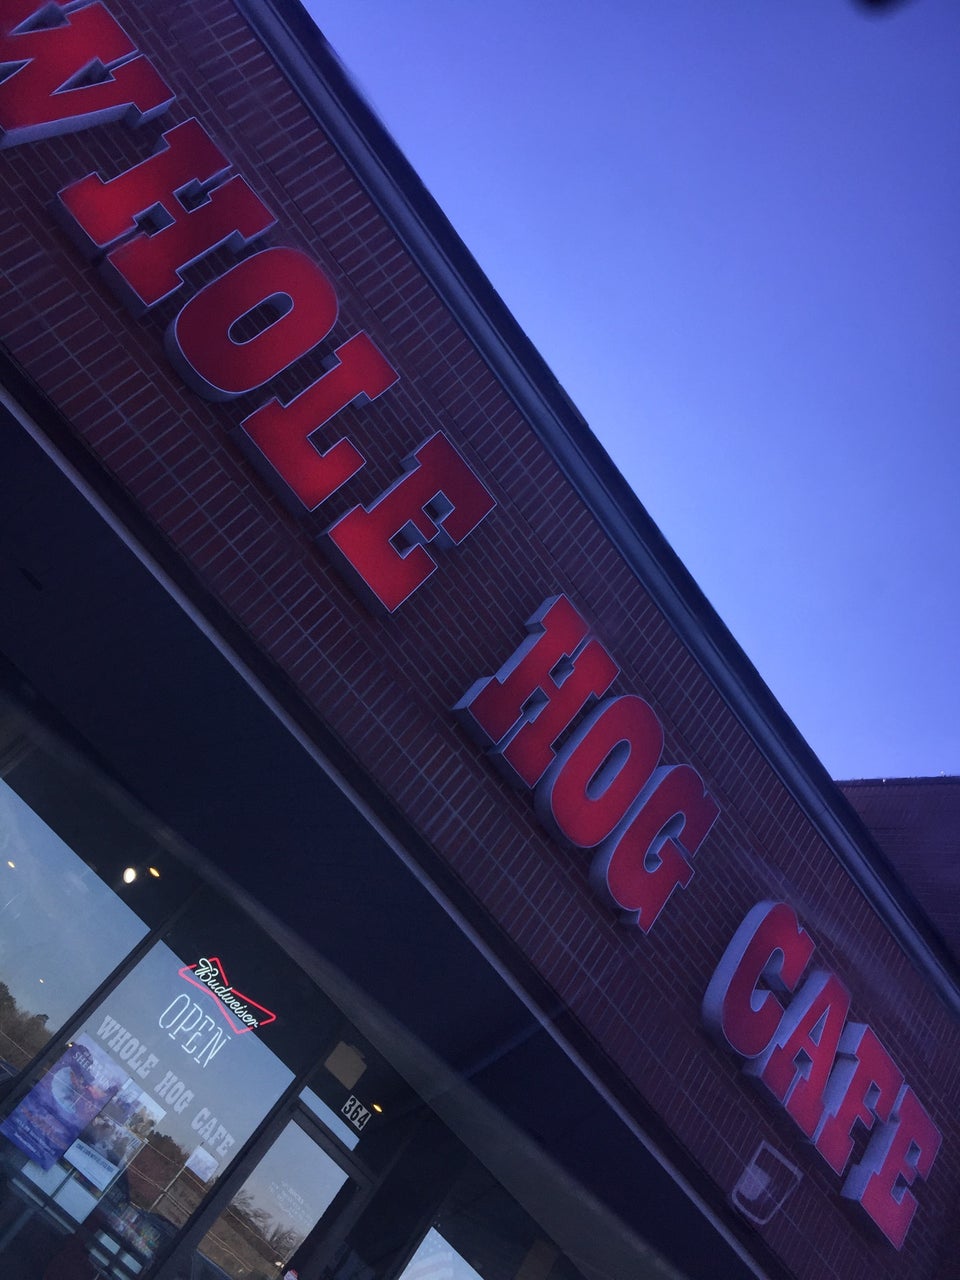 WHOLE HOG CAFE
Budweiser
OPEN
WHOLE HOG CAFE
364